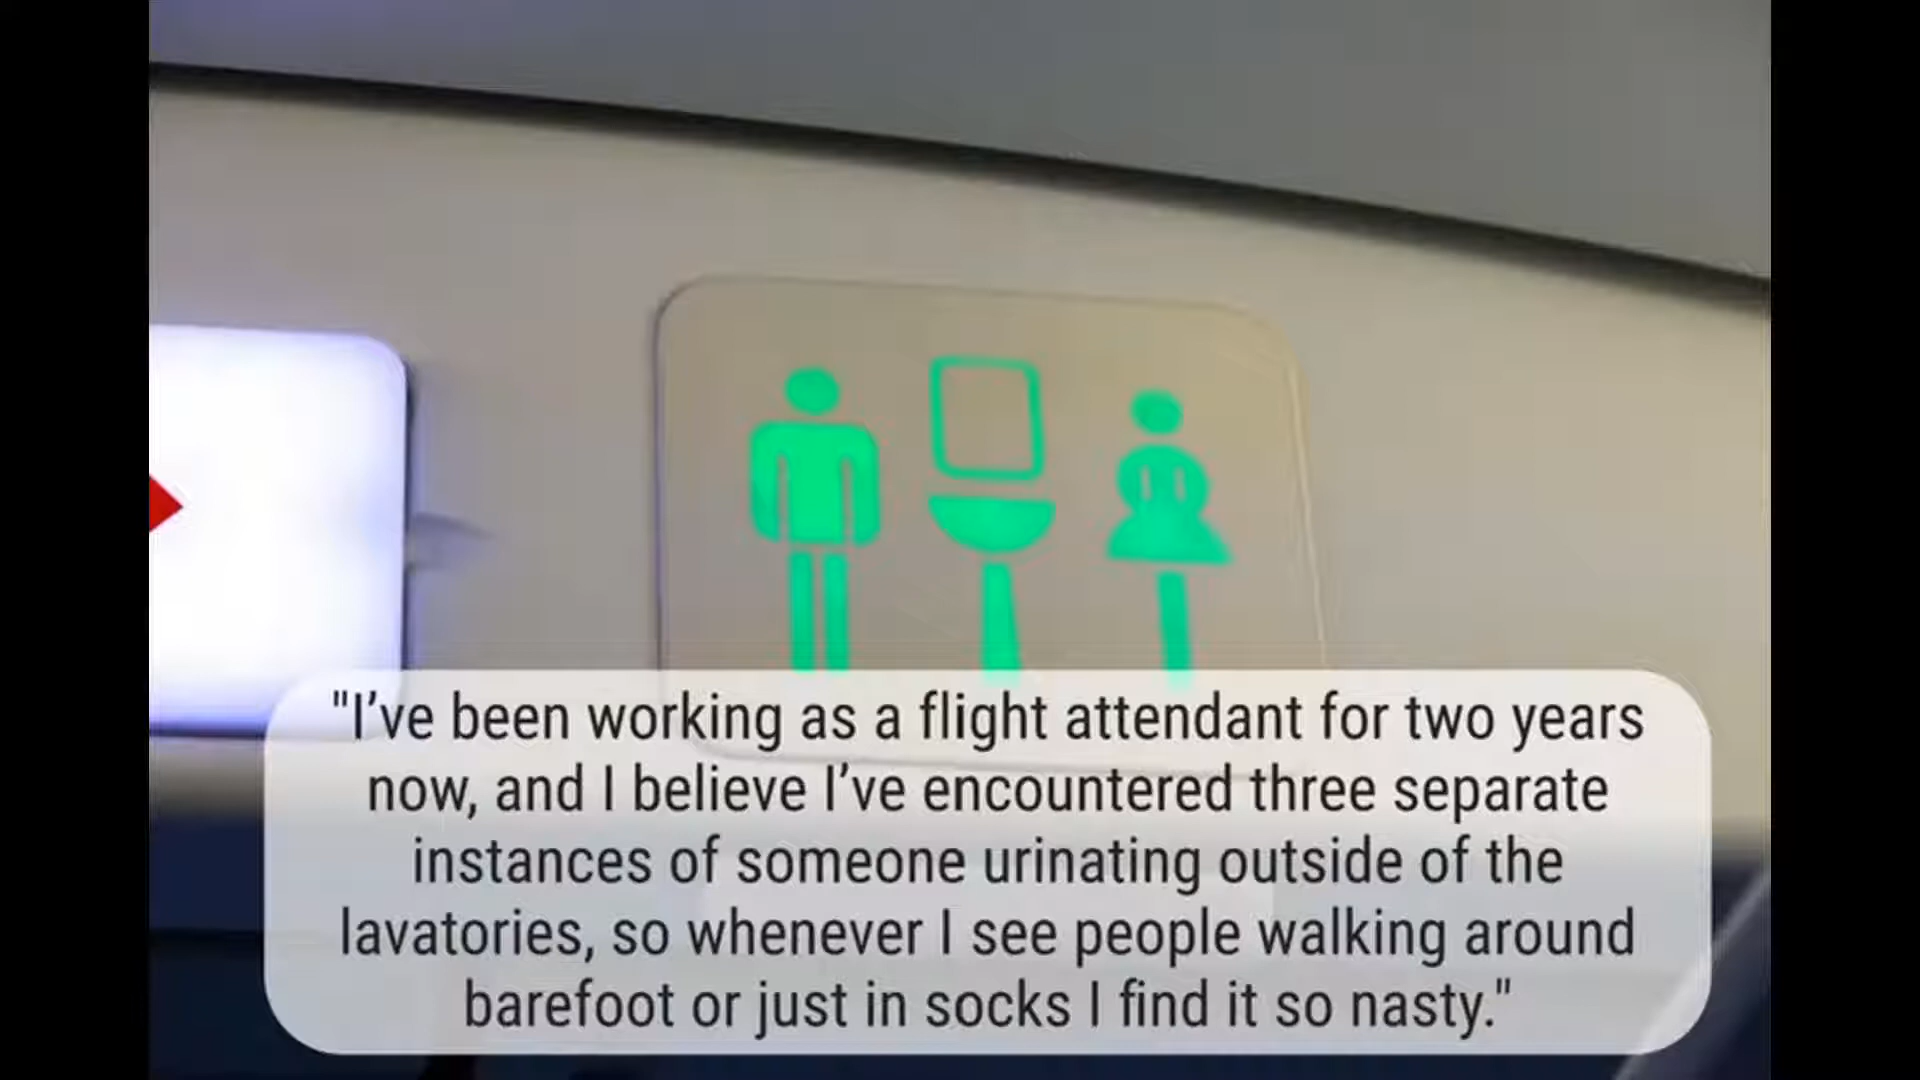 "I’ve been working as a flight attendant for two years
now, and I believe I’ve encountered three separate
instances of someone urinating outside of the
lavatories, so whenever I see people walking around
barefoot or just in socks I find it so nasty."